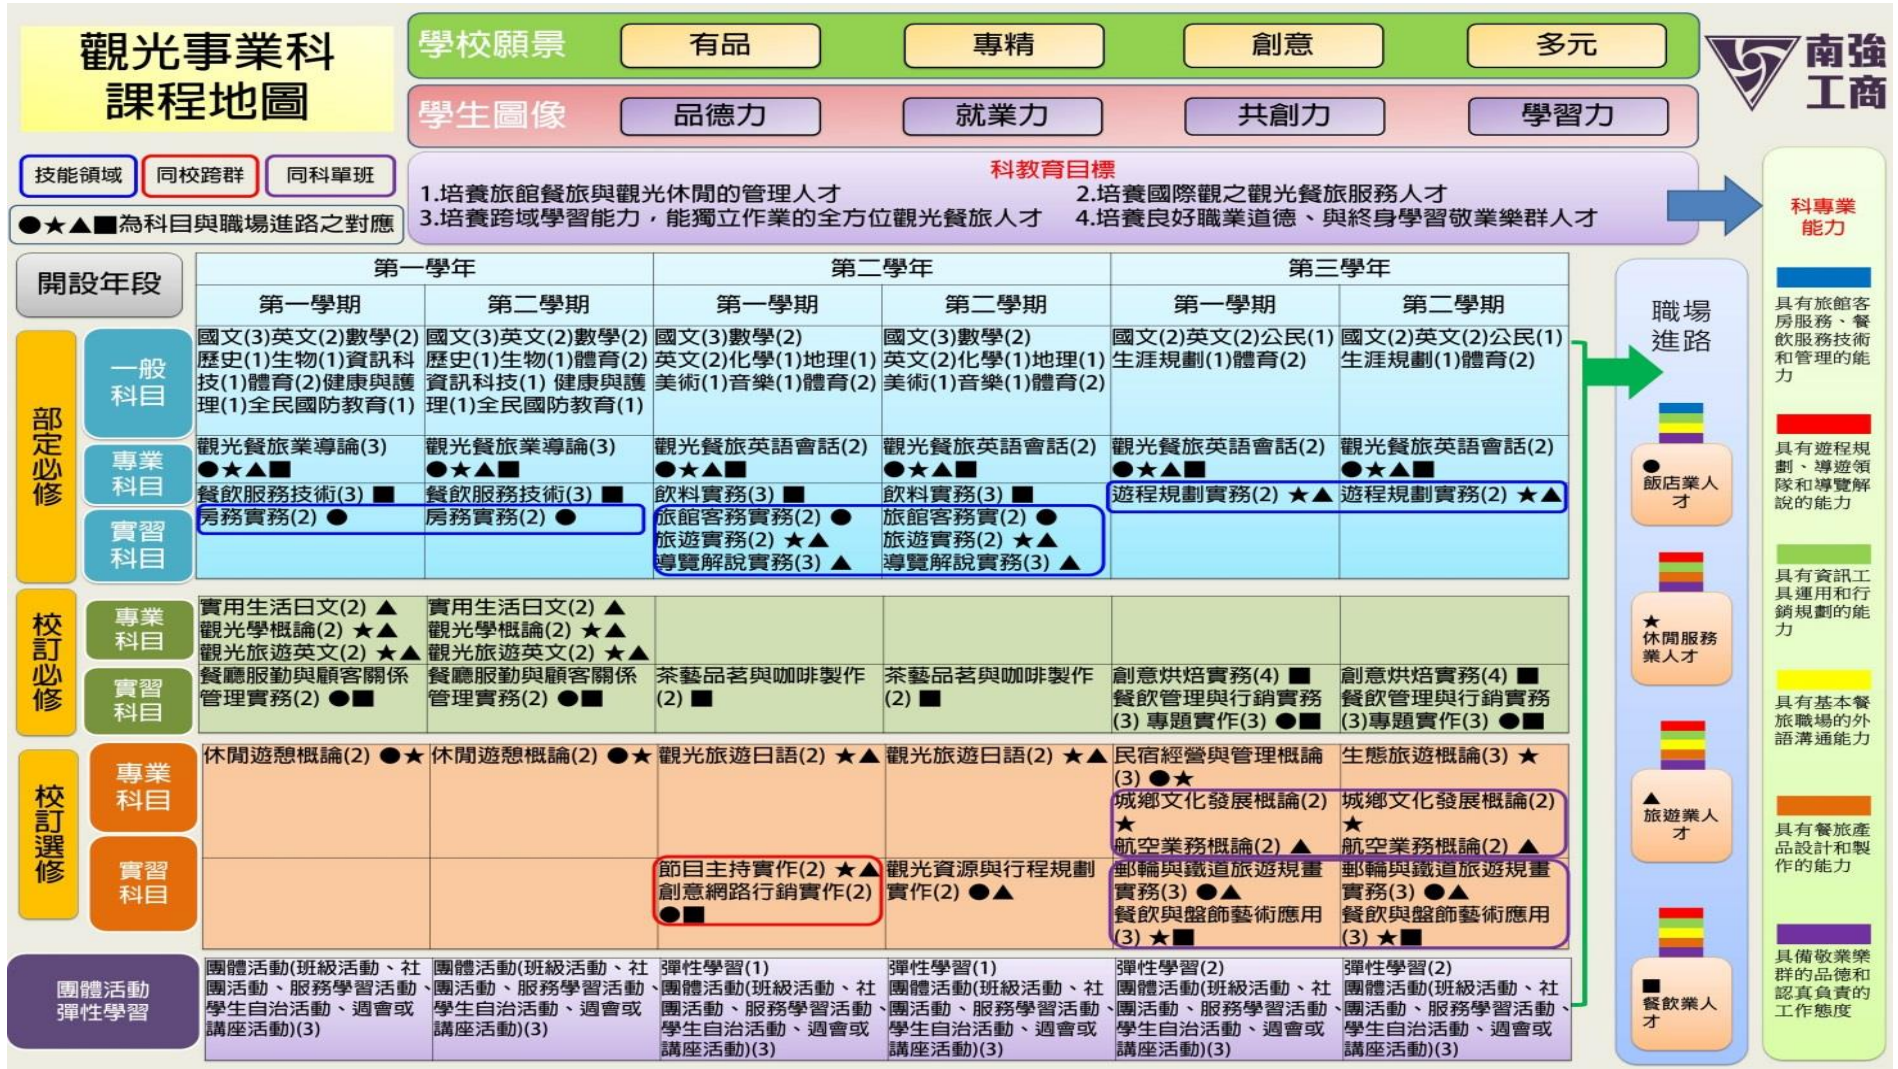 觀光事業科
課程地圖
學校願景
有品
專精
創意
多元
學生圖像
品德力
就業力
共創力
學習力
南強
工商
技能領域
同校跨群
同科單班
●★▲■為科目與職場進路之對應
科教育目標
1.培養旅館餐旅與觀光休閒的管理人才
2.培養國際觀之觀光餐旅服務人才
3.培養跨域學習能力，能獨立作業的全方位觀光餐旅人才
4.培養良好職業道德、與終身學習敬業樂群人才
開設年段
第一學年
第二學年
第三學年
第一學期
第二學期
第一學期
第二學期
第一學期
第二學期
部定必修
一般
科目
國文(3)英文(2)數學(2)
歷史(1)生物(1)資訊科
技(1)體育(2)健康與護
理(1)全民國防教育(1)
國文(3)英文(2)數學(2)
歷史(1)生物(1)體育(2)
資訊科技(1) 健康與護
理(1)全民國防教育(1)
國文(3)數學(2)
英文(2)化學(1)地理(1)
美術(1)音樂(1)體育(2)
國文(3)數學(2)
英文(2)化學(1)地理(1)
美術(1)音樂(1)體育(2)
國文(2)英文(2)公民(1)
生涯規劃(1)體育(2)
國文(2)英文(2)公民(1)
生涯規劃(1)體育(2)
專業
科目
觀光餐旅業導論(3)
●★▲■
觀光餐旅業導論(3)
●★▲■
觀光餐旅英語會話(2)
●★▲■
觀光餐旅英語會話(2)
●★▲■
觀光餐旅英語會話(2)
●★▲■
觀光餐旅英語會話(2)
●★▲■
實習
科目
餐飲服務技術(3) ■
房務實務(2) ●
餐飲服務技術(3) ■
房務實務(2) ●
飲料實務(3) ■
旅館客務實務(2) ●
旅遊實務(2) ★▲
導覽解說實務(3) ▲
飲料實務(3) ■
旅館客務實(2) ●
旅遊實務(2) ★▲
導覽解說實務(3) ▲
遊程規劃實務(2) ★▲
遊程規劃實務(2) ★▲
校訂必修
專業
科目
實用生活日文(2) ▲
觀光學概論(2) ★▲
觀光旅遊英文(2) ★▲
實用生活日文(2) ▲
觀光學概論(2) ★▲
觀光旅遊英文(2) ★▲
實習
科目
餐廳服勤與顧客關係
管理實務(2) ●■
餐廳服勤與顧客關係
管理實務(2) ●■
茶藝品茗與咖啡製作
(2) ■
茶藝品茗與咖啡製作
(2) ■
創意烘焙實務(4) ■
餐飲管理與行銷實務
(3) 專題實作(3) ●■
創意烘焙實務(4) ■
餐飲管理與行銷實務
(3)專題實作(3) ●■
校訂選修
專業
科目
休閒遊憩概論(2) ●★
休閒遊憩概論(2) ●★
觀光旅遊日語(2) ★▲
觀光旅遊日語(2) ★▲
民宿經營與管理概論
(3) ●★
城鄉文化發展概論(2)
★
航空業務概論(2) ▲
生態旅遊概論(3) ★
城鄉文化發展概論(2)
★
航空業務概論(2) ▲
實習
科目
節目主持實作(2) ★▲
創意網路行銷實作(2)
●■
觀光資源與行程規劃
實作(2) ●▲
郵輪與鐵道旅遊規畫
實務(3) ●▲
餐飲與盤飾藝術應用
(3) ★■
郵輪與鐵道旅遊規畫
實務(3) ●▲
餐飲與盤飾藝術應用
(3) ★■
團體活動
彈性學習
團體活動(班級活動、社
團活動、服務學習活動、
學生自治活動、週會或
講座活動)(3)
團體活動(班級活動、社
團活動、服務學習活動、
學生自治活動、週會或
講座活動)(3)
彈性學習(1)
團體活動(班級活動、社
團活動、服務學習活動、
學生自治活動、週會或
講座活動)(3)
彈性學習(1)
團體活動(班級活動、社
團活動、服務學習活動、
學生自治活動、週會或
講座活動)(3)
彈性學習(2)
團體活動(班級活動、社
團活動、服務學習活動、
學生自治活動、週會或
講座活動)(3)
彈性學習(2)
團體活動(班級活動、社
團活動、服務學習活動、
學生自治活動、週會或
講座活動)(3)
職場
進路
●
飯店業人
才
★
休閒服務
業人才
▲
旅遊業人
才
■
餐飲業人
才
科專業
能力
具有旅館客
房服務、餐
飲服務技術
和管理的能
力
具有遊程規
劃、導遊領
隊和導覽解
說的能力
具有資訊工
具運用和行
銷規劃的能
力
具有基本餐
旅職場的外
語溝通能力
具有餐旅產
品設計和製
作的能力
具備敬業樂
群的品德和
認真負責的
工作態度